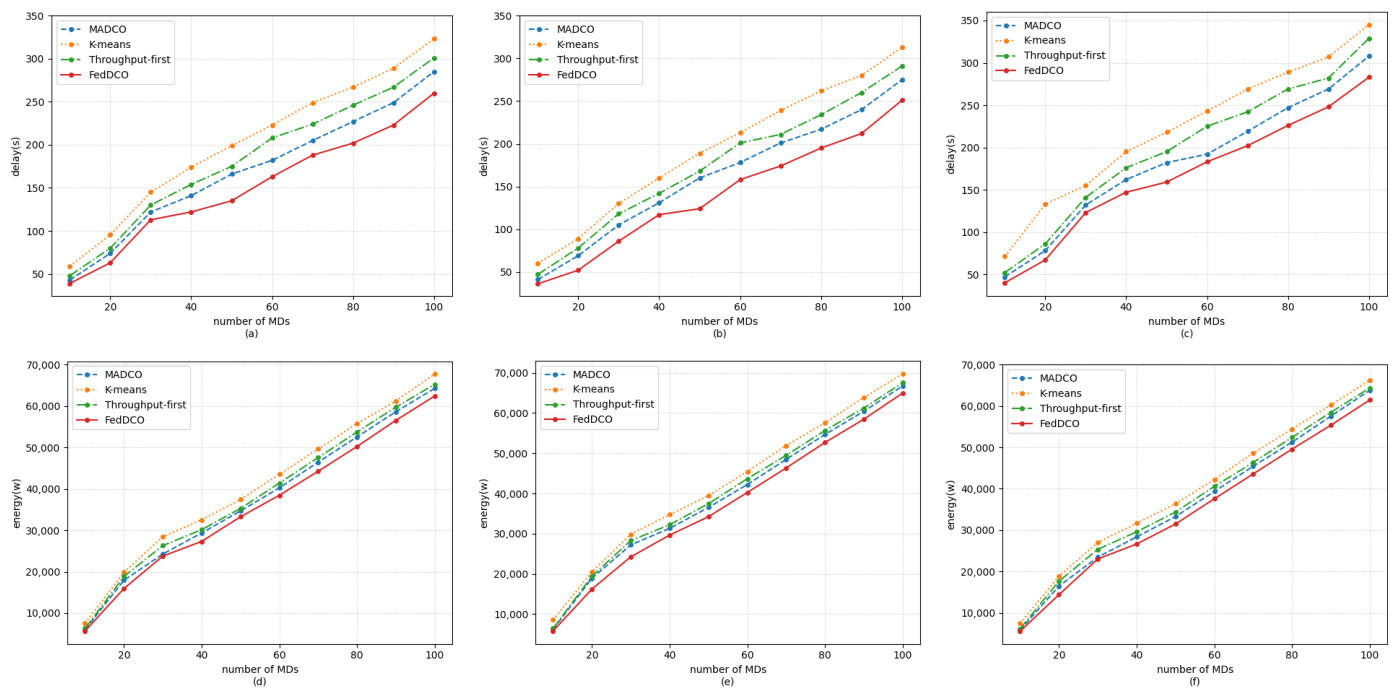 350
300
250
200
150
100
50
delay(s)
MADCO
K-means
Throughput-first
FedDCO
20 40 60 80 100
number of MDs
(a)
350
300
250
200
150
100
50
delay(s)
MADCO
K-means
Throughput-first
FedDCO
20 40 60 80 100
number of MDs
(b)
350
300
250
200
150
100
50
delay(s)
MADCO
K-means
Throughput-first
FedDCO
20 40 60 80 100
number of MDs
(c)
70,000
60,000
50,000
40,000
30,000
20,000
10,000
energy(w)
MADCO
K-means
Throughput-first
FedDCO
20 40 60 80 100
number of MDs
(d)
70,000
60,000
50,000
40,000
30,000
20,000
10,000
energy(w)
MADCO
K-means
Throughput-first
FedDCO
20 40 60 80 100
number of MDs
(e)
70,000
60,000
50,000
40,000
30,000
20,000
10,000
energy(w)
MADCO
K-means
Throughput-first
FedDCO
20 40 60 80 100
number of MDs
(f)